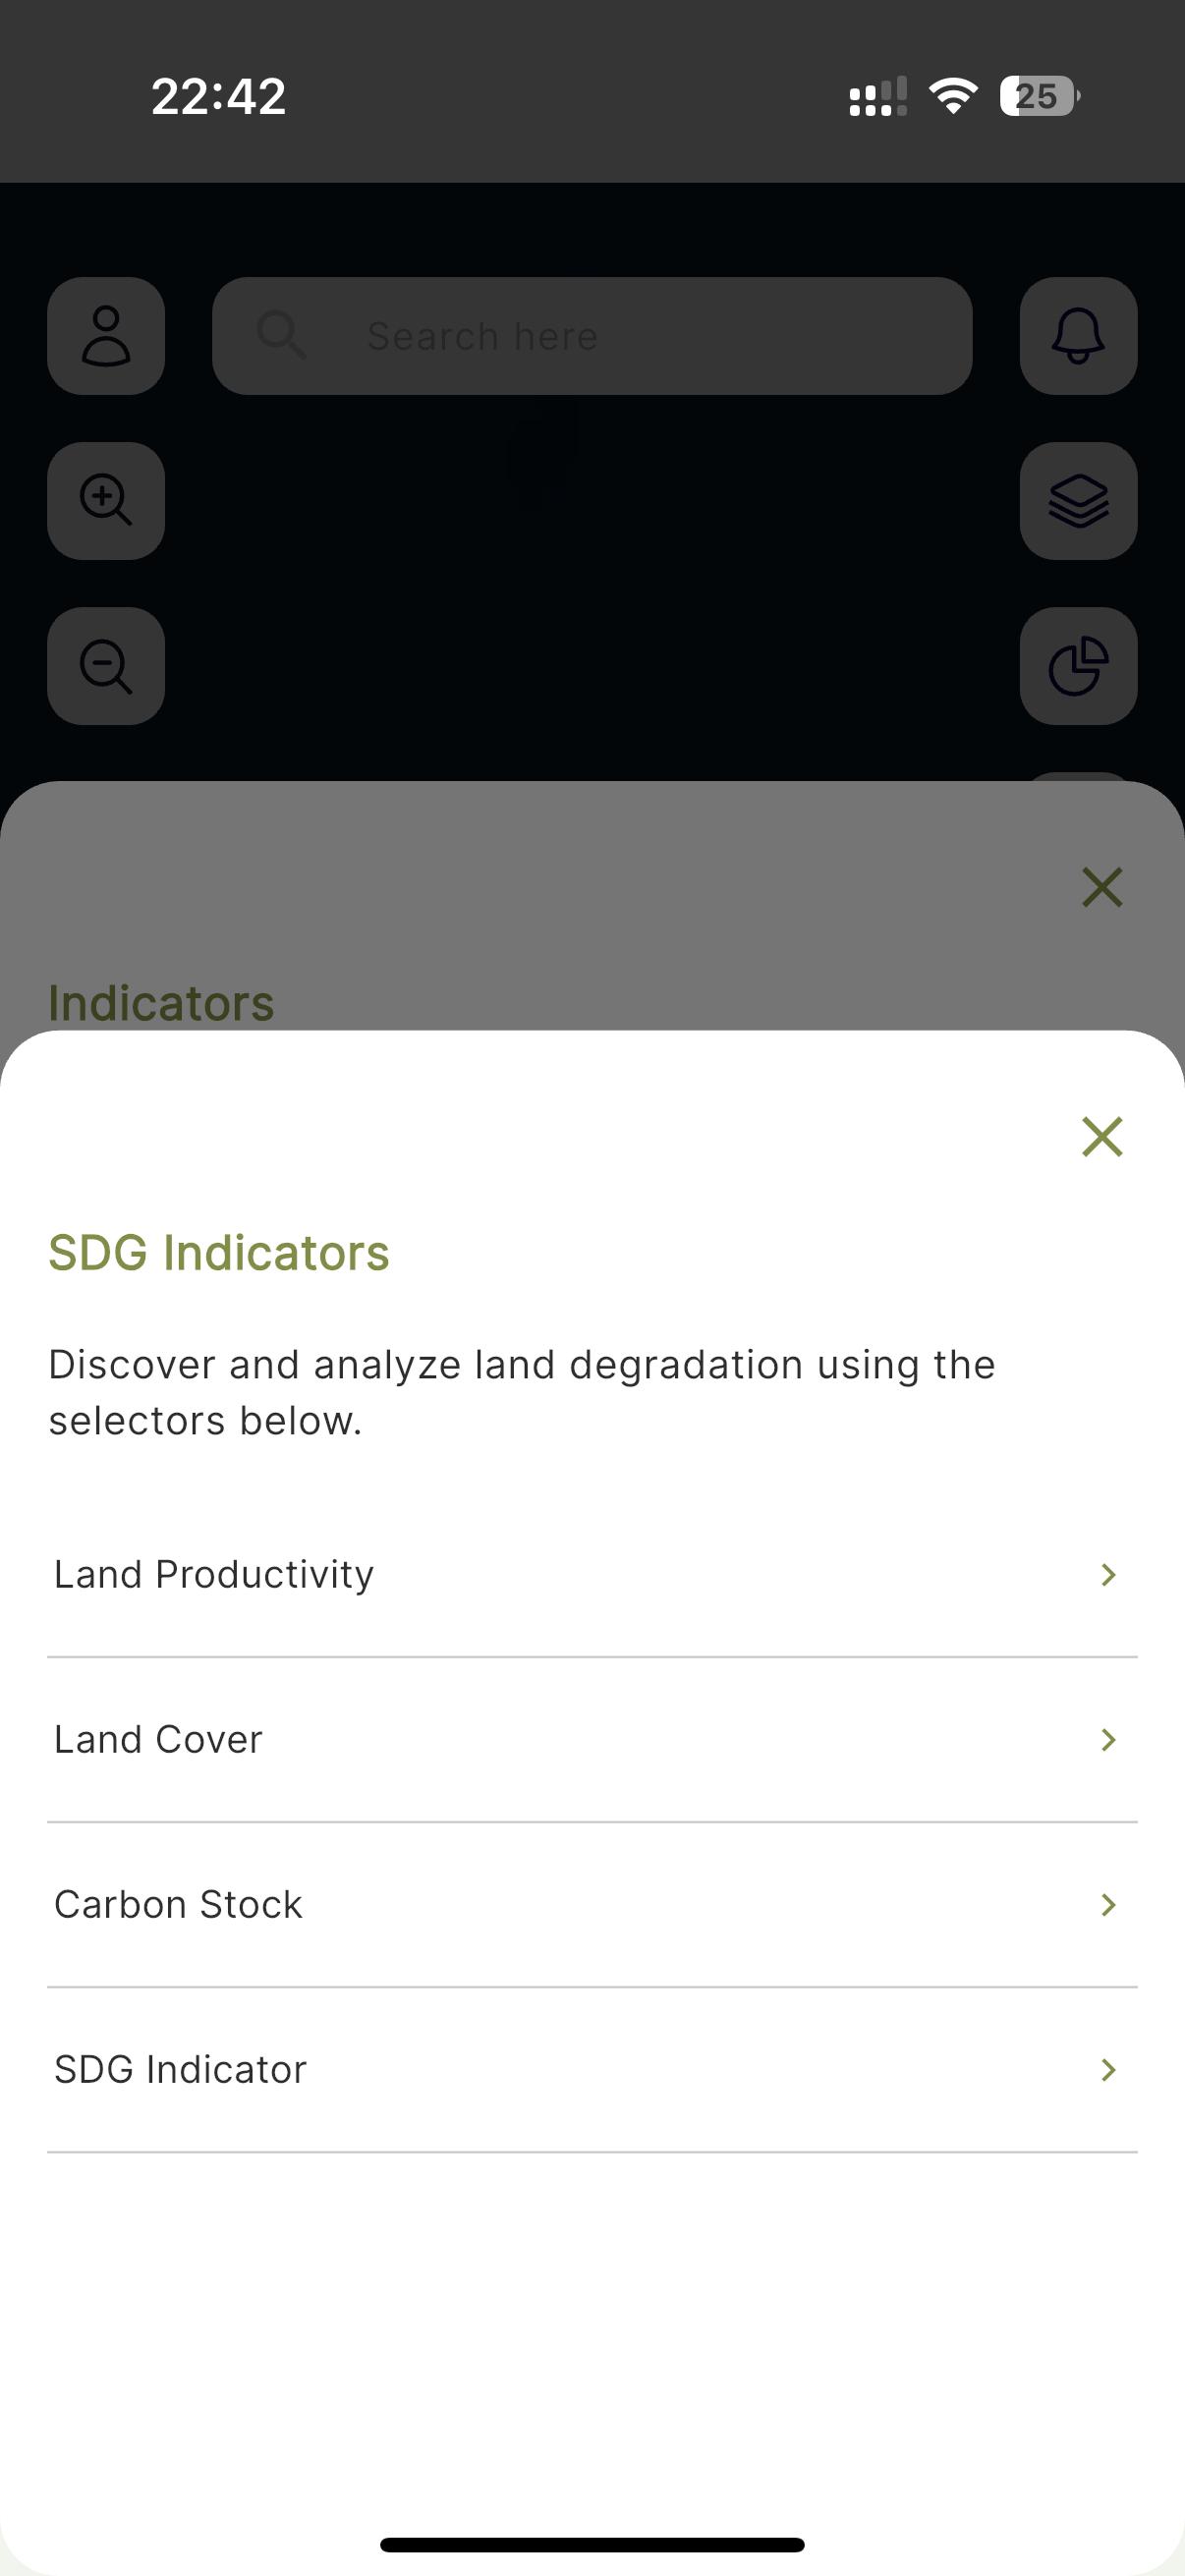 22:42
25
Search here
Indicators
SDG Indicators
Discover and analyze land degradation using the
selectors below.
Land Productivity
Land Cover
Carbon Stock
SDG Indicator